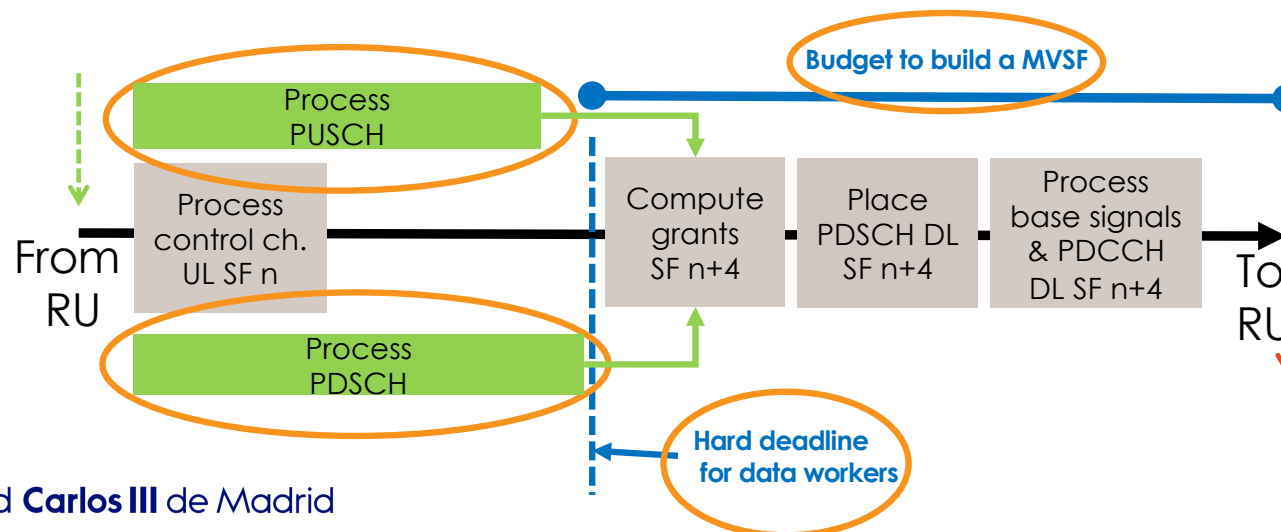 Budget to build a MVSF
Process
PUSCH
Process
control ch.
UL SF n
Compute
grants
SF n+4
Place
PDSCH DL
SF n+4
Process
base signals
& PDCCH
DL SF n+4
From
RU
To
RU
Process
PDSCH
Hard deadline
for data workers
d Carlos III de Madrid